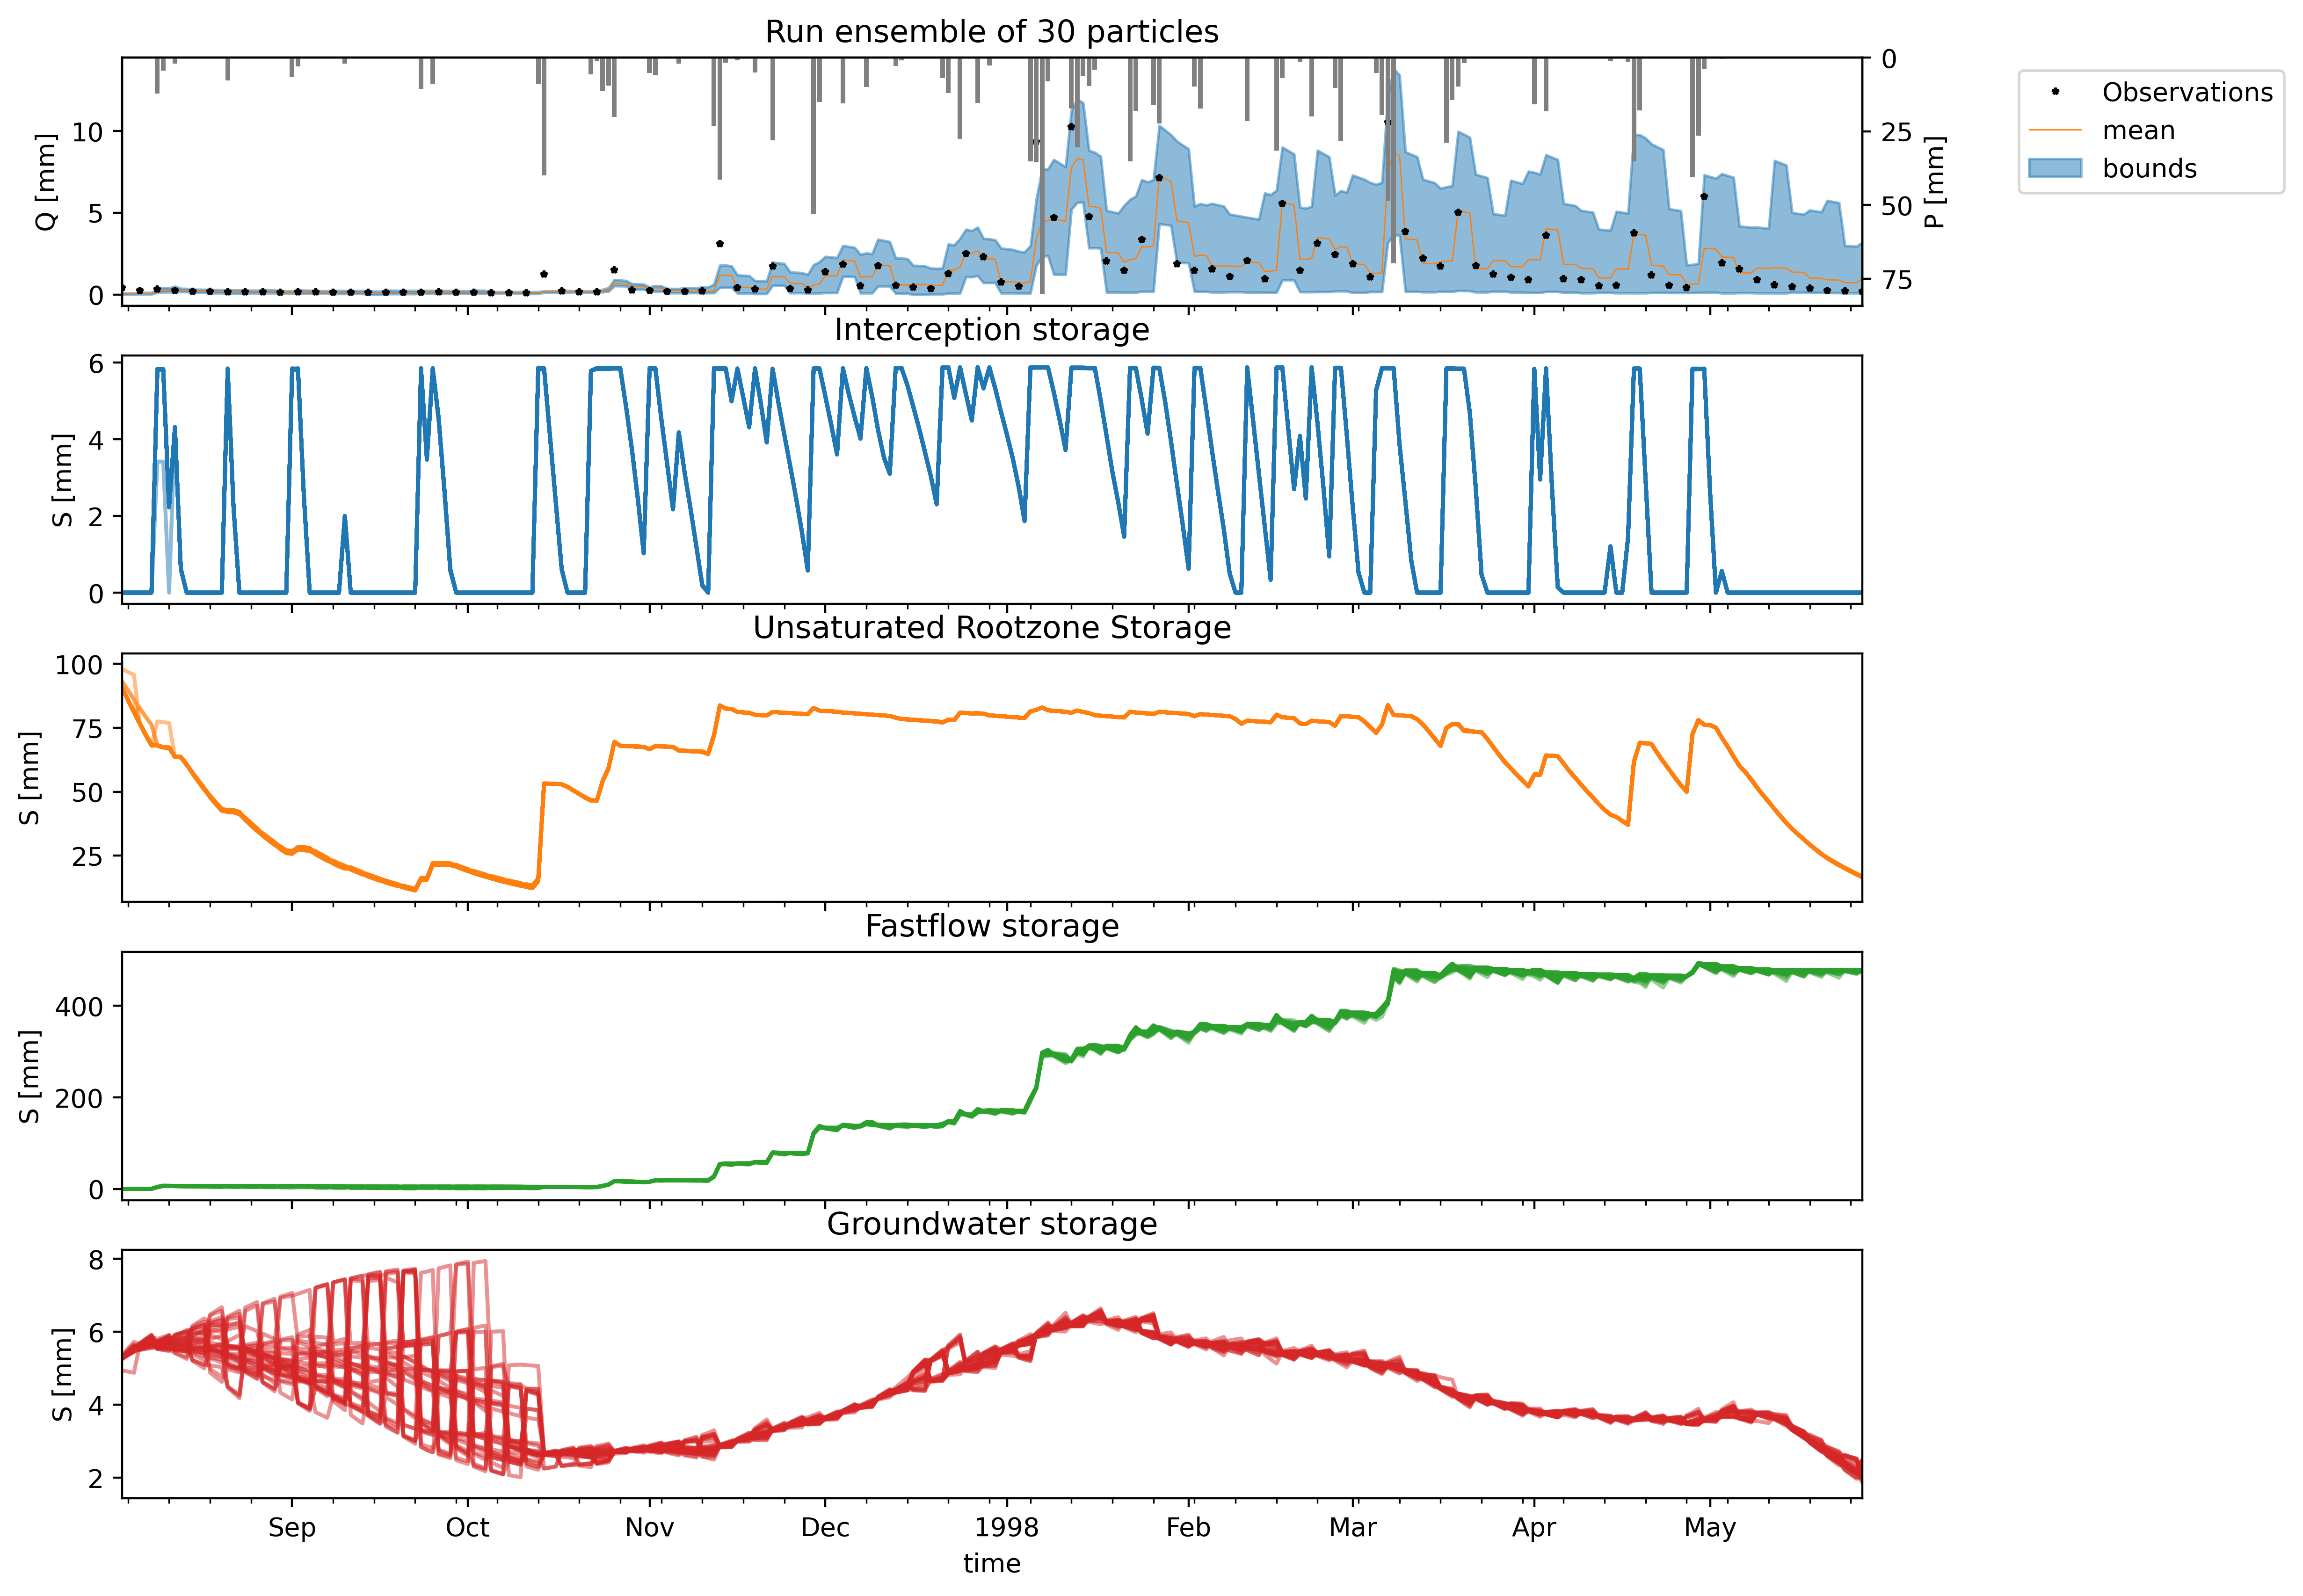 Run ensemble of 30 particles
Q [mm]
10
5
0
0
25
50
75
P [mm]
Observations
mean
bounds
Interception storage
S [mm]
6
4
2
0
Unsaturated Rootzone Storage
S [mm]
100
75
50
25
Fastflow storage
S [mm]
400
200
0
Groundwater storage
S [mm]
8
6
4
2
Sep Oct Nov Dec 1998 Feb Mar Apr May
time